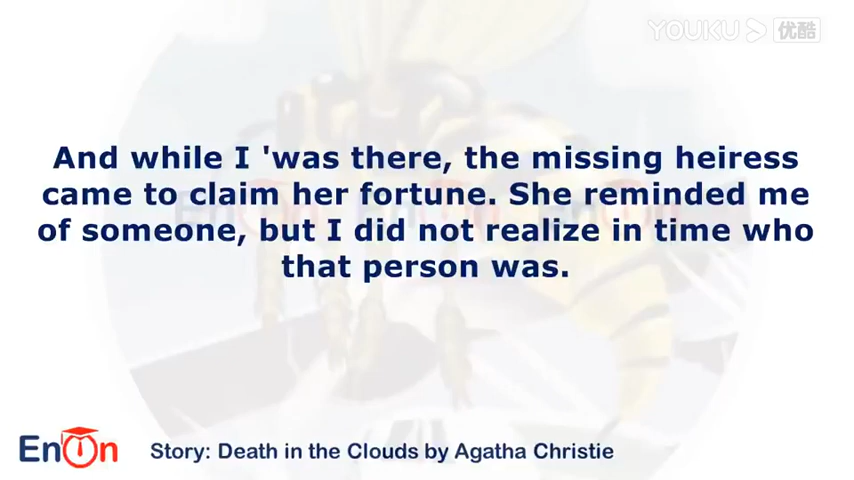 YOUKU 优酷
And while I 'was there, the missing heiress
came to claim her fortune. She reminded me
of someone, but I did not realize in time who
that person was.
EnOn
Story: Death in the Clouds by Agatha Christie